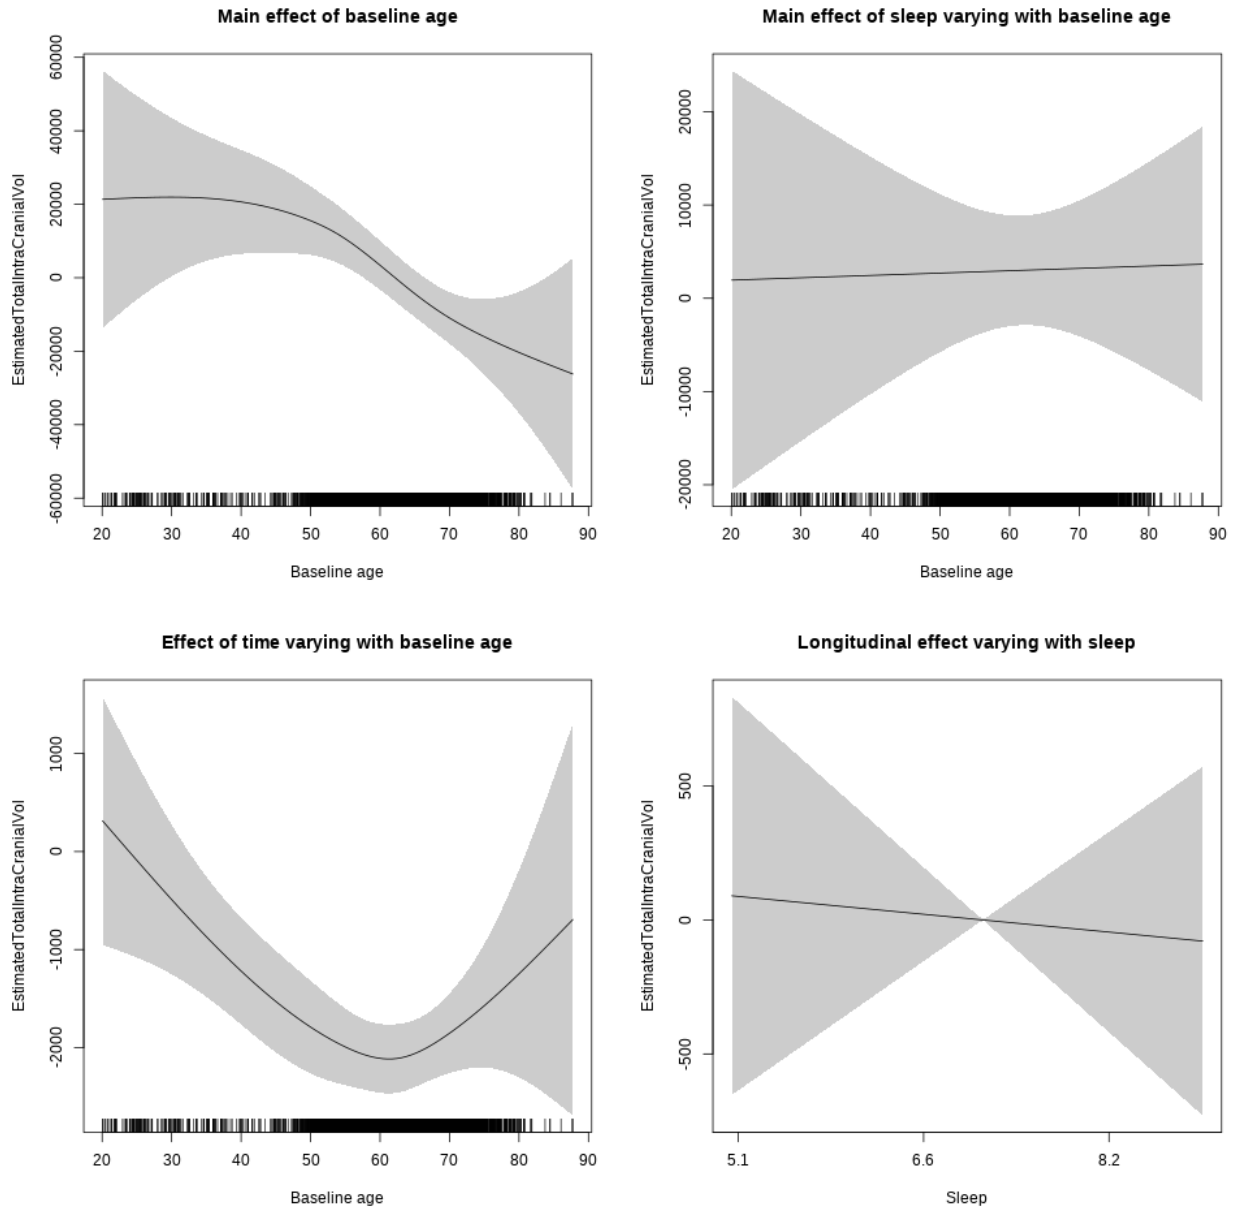 Main effect of baseline age
EstimatedTotalIntraCranialVol
60000
40000
20000
0
-20000
-40000
-60000
20 30 40 50 60 70 80 90
Baseline age
Main effect of sleep varying with baseline age
EstimatedTotalIntraCranialVol
20000
10000
0
-10000
-20000
20 30 40 50 60 70 80 90
Baseline age
Effect of time varying with baseline age
EstimatedTotalIntraCranialVol
1000
0
-1000
-2000
20 30 40 50 60 70 80 90
Baseline age
Longitudinal effect varying with sleep
EstimatedTotalIntraCranialVol
500
0
-500
5.1 6.6 8.2
Sleep